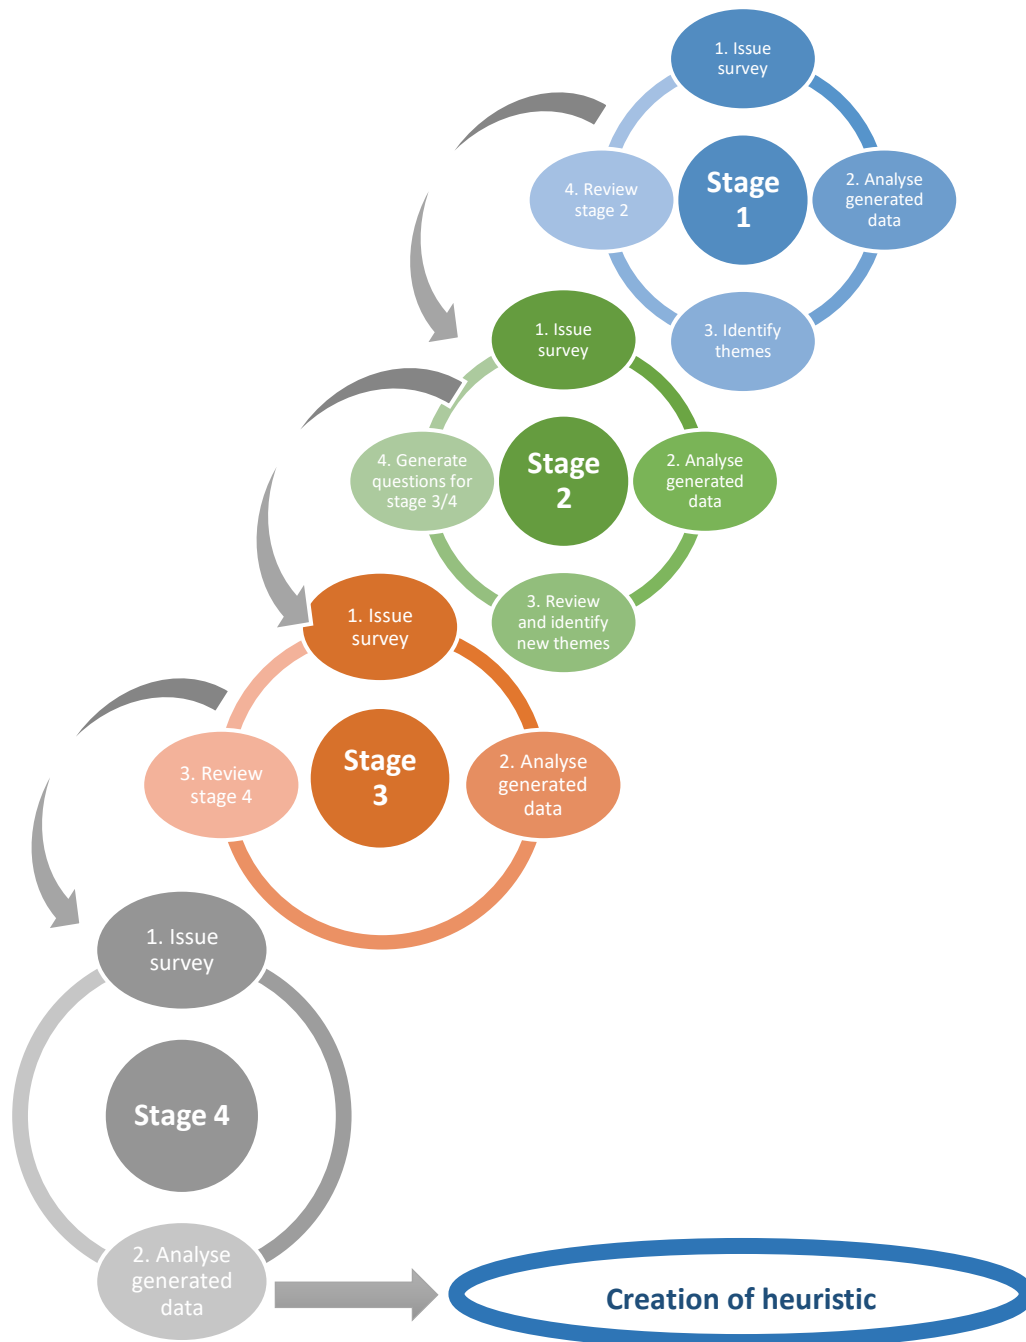 1. Issue
survey
Stage
1
2. Analyse
generated
data
3. Identify
themes
4. Review
stage 2
1. Issue
survey
Stage
2
2. Analyse
generated
data
3. Review
and identify
new themes
4. Generate
questions for
stage 3/4
1. Issue
survey
Stage
3
2. Analyse
generated
data
3. Review
stage 4
1. Issue
survey
Stage 4
2. Analyse
generated
data
Creation of heuristic